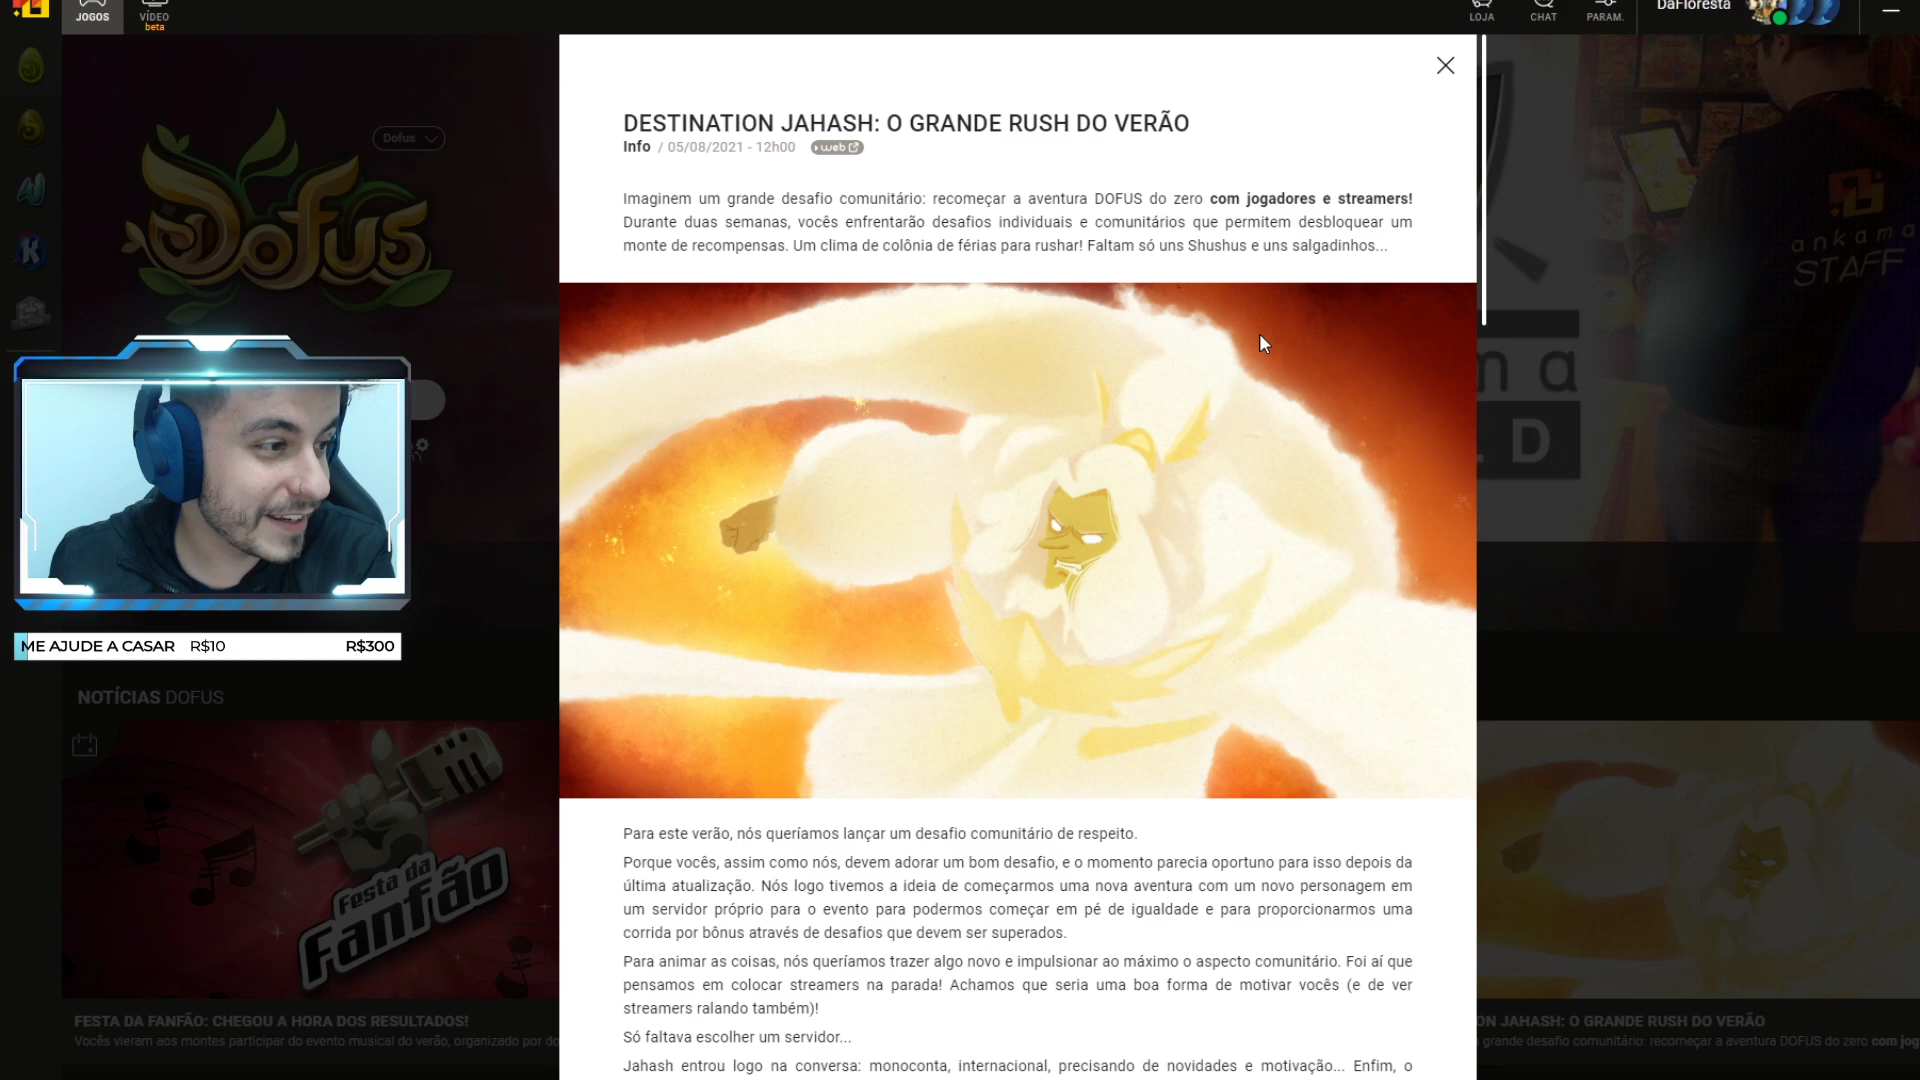 JOGOS
VÍDEO
beta
LOJA
CHAT
PARAM.
DaFloresta
Dofus
Dofus
DESTINATION JAHASH: O GRANDE RUSH DO VERÃO
Info / 05/08/2021 - 12h00 web
Imaginem um grande desafio comunitário: recomeçar a aventura DOFUS do zero com jogadores e streamers!
Durante duas semanas, vocês enfrentarão desafios individuais e comunitários que permitem desbloquear um
monte de recompensas. Um clima de colônia de férias para rushar! Faltam só uns Shushus e uns salgadinhos...
ankama
STAFF
ME AJUDE A CASAR R$10 R$300
NOTÍCIAS DOFUS
Festa da
Fanfão
FESTA DA FANFÃO: CHEGOU A HORA DOS RESULTADOS!
Vocês vieram aos montes participar do evento musical do verão, organizado por do
Para este verão, nós queríamos lançar um desafio comunitário de respeito.
Porque vocês, assim como nós, devem adorar um bom desafio, e o momento parecia oportuno para isso depois da
última atualização. Nós logo tivemos a ideia de começarmos uma nova aventura com um novo personagem em
um servidor próprio para o evento para podermos começar em pé de igualdade e para proporcionarmos uma
corrida por bônus através de desafios que devem ser superados.
Para animar as coisas, nós queríamos trazer algo novo e impulsionar ao máximo o aspecto comunitário. Foi aí que
pensamos em colocar streamers na parada! Achamos que seria uma boa forma de motivar vocês (e de ver
streamers ralando também)!
Só faltava escolher um servidor...
Jahash entrou logo na conversa: monoconta, internacional, precisando de novidades e motivação... Enfim, o
ON JAHASH: O GRANDE RUSH DO VERÃO
grande desafio comunitário: recomeçar a aventura DOFUS do zero com jog